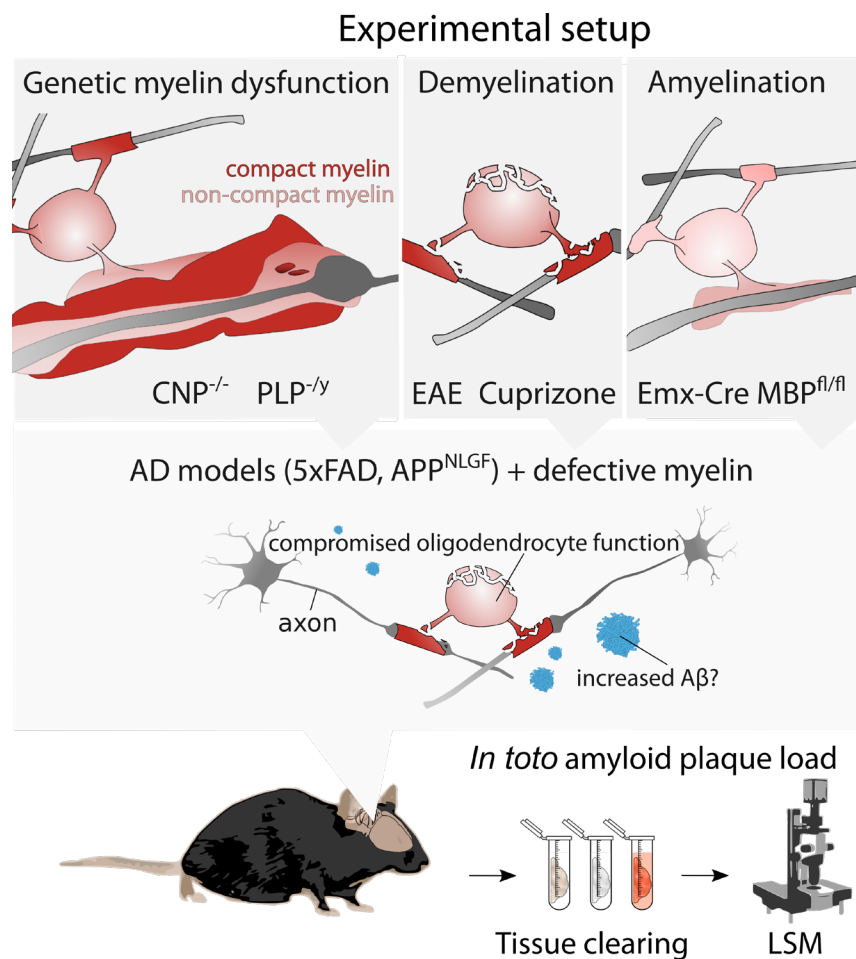 Experimental setup
Genetic myelin dysfunction
compact myelin
non-compact myelin
CNP-/- PLP-/y
Demyelination
EAE Cuprizone
Amyelination
Emx-Cre MBPfl/fl
AD models (5xFAD, APPNLGF) + defective myelin
compromised oligodendrocyte function
axon
increased Aβ?
In toto amyloid plaque load
Tissue clearing
LSM